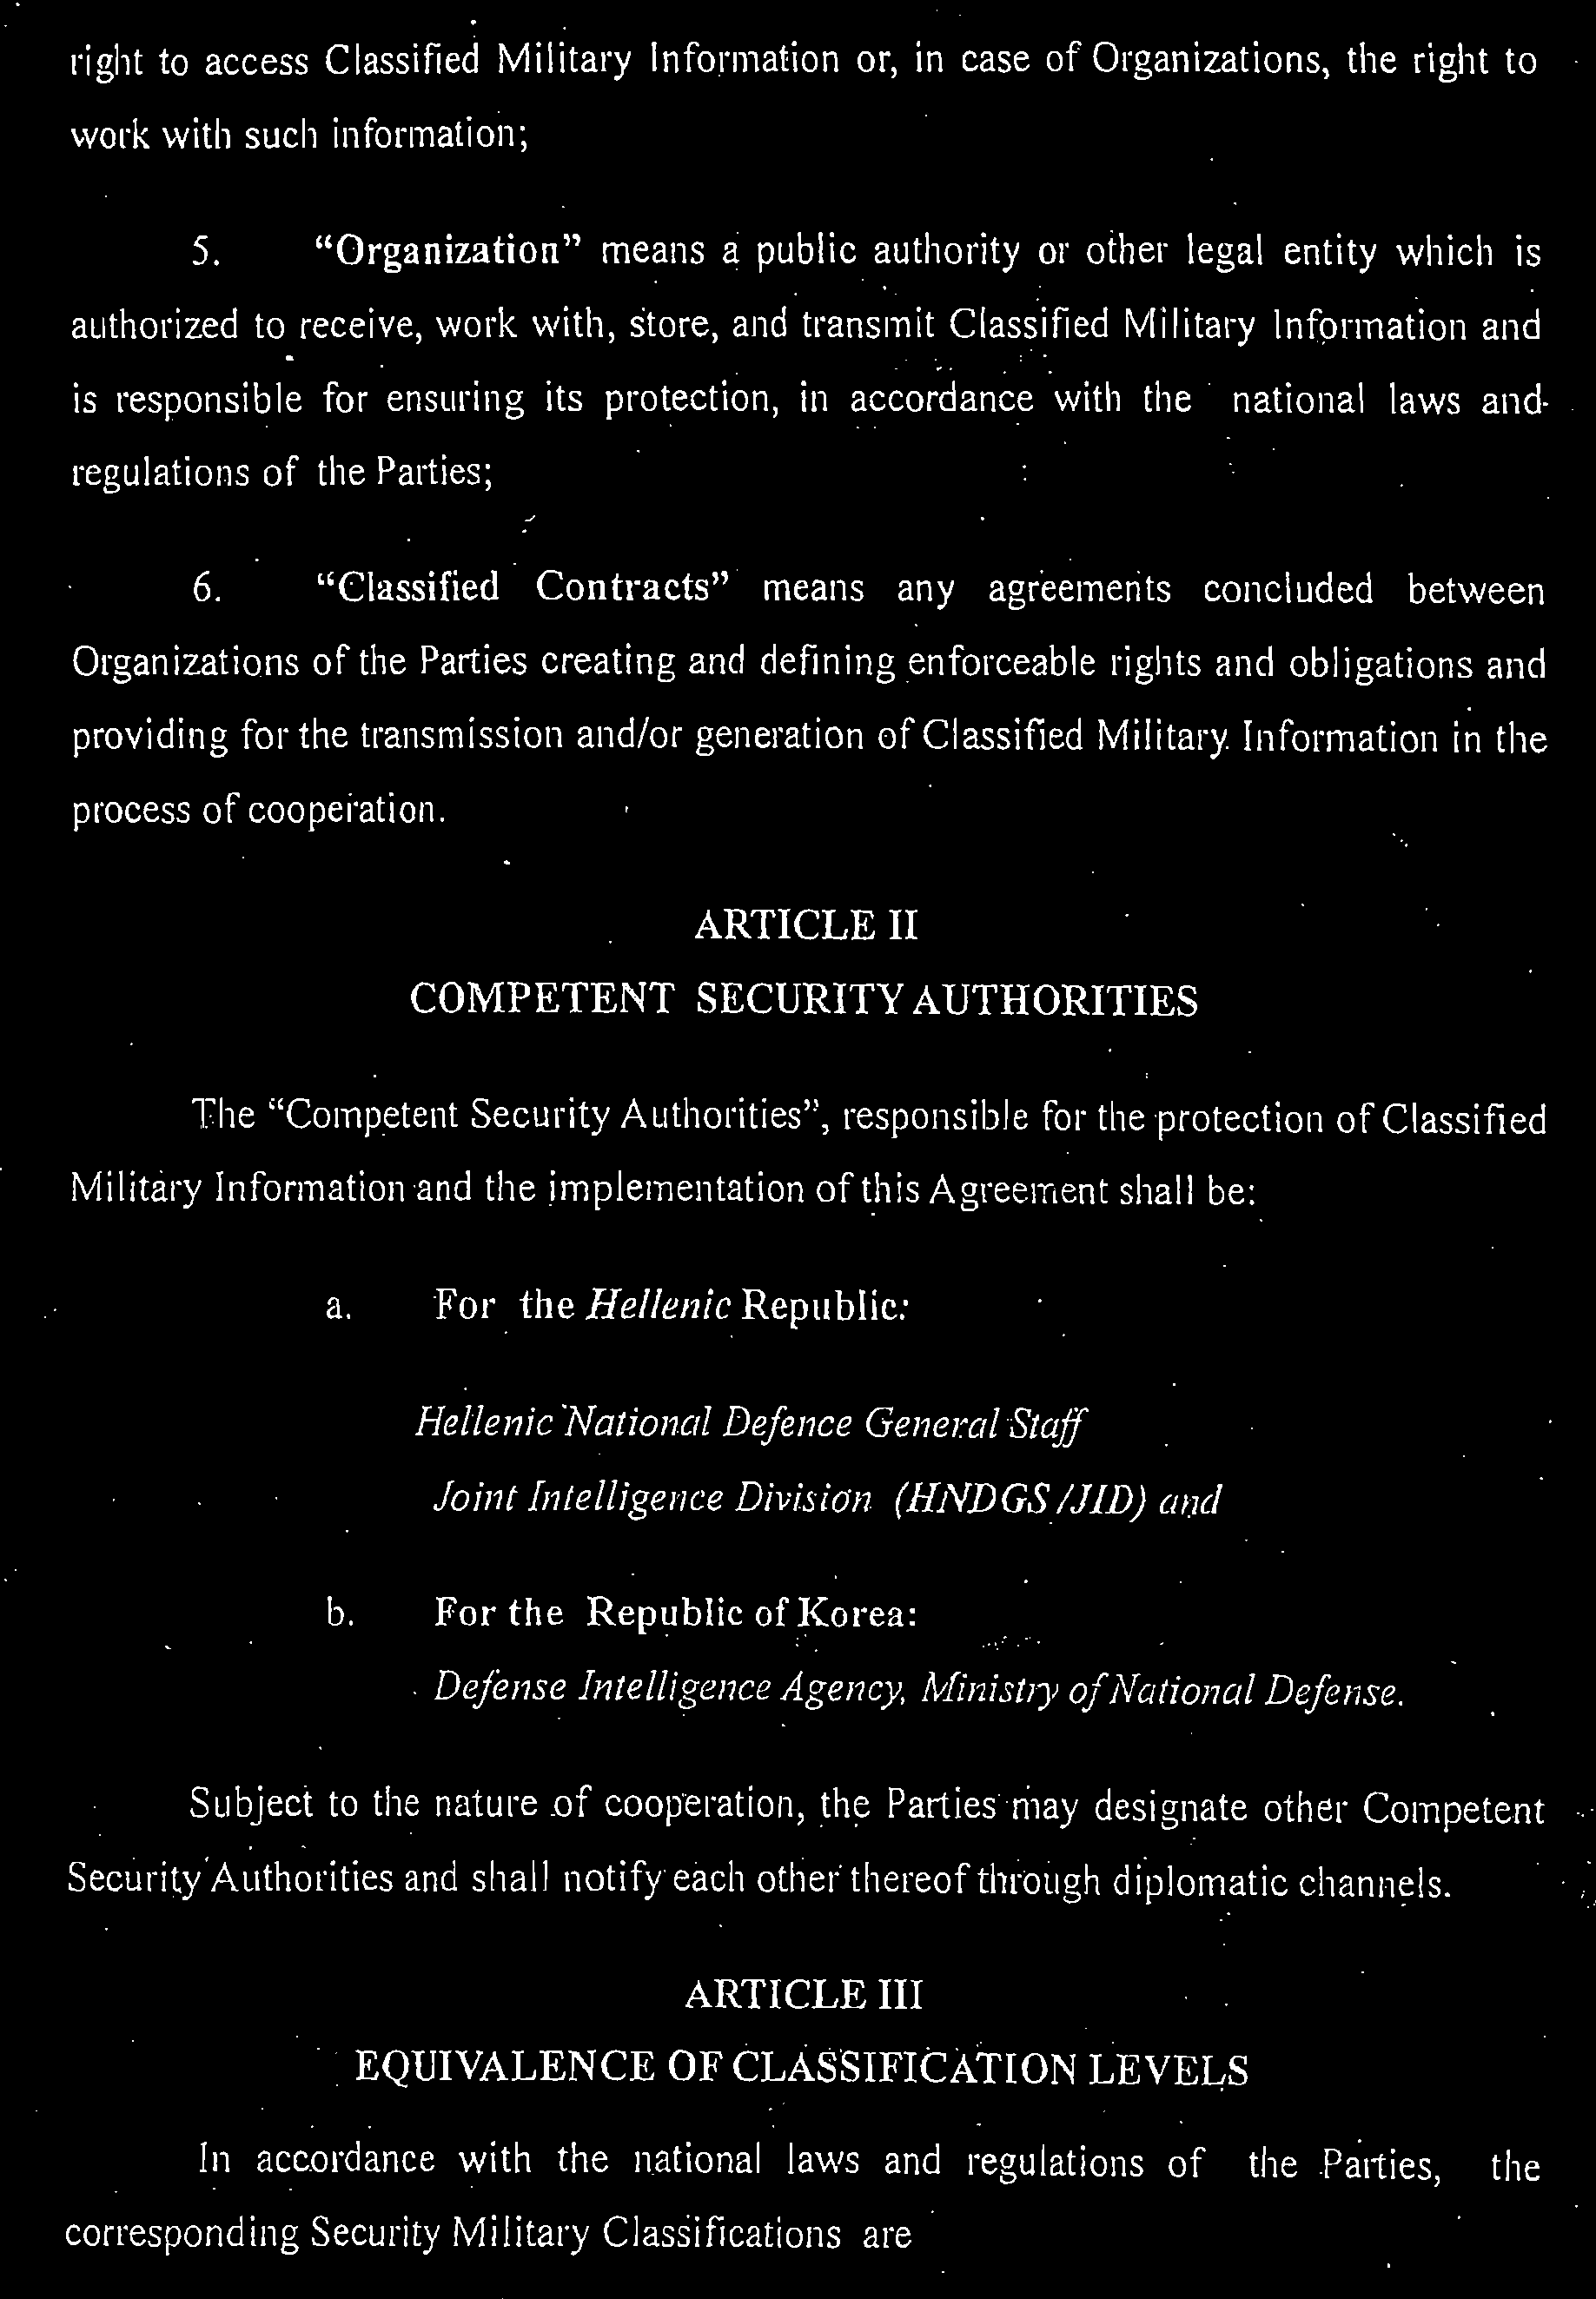 right to access Classified Military Information or, in case of Organizations, the right to
work with such information;
5. “Organization” means a public authority or other legal entity which is
authorized to receive, work with, store, and transmit Classified Military Information and
is responsible for ensuring its protection, in accordance with the national laws and
regulations of the Parties;
6. “Classified Contracts” means any agreements concluded between
Organizations of the Parties creating and defining enforceable rights and obligations and
providing for the transmission and/or generation of Classified Military Information in the
process of cooperation.
ARTICLE II
COMPETENT SECURITY AUTHORITIES
The “Competent Security Authorities”, responsible for the protection of Classified
Military Information and the implementation of this Agreement shall be:
a. For the Hellenic Republic:
Hellenic National Defence General Staff
Joint Intelligence Division (HNDGS/JID) and
b. For the Republic of Korea:
Defense Intelligence Agency, Ministry of National Defense.
Subject to the nature of cooperation, the Parties may designate other Competent
Security Authorities and shall notify each other thereof through diplomatic channels.
ARTICLE III
EQUIVALENCE OF CLASSIFICATION LEVELS
In accordance with the national laws and regulations of the Parties, the
corresponding Security Military Classifications are